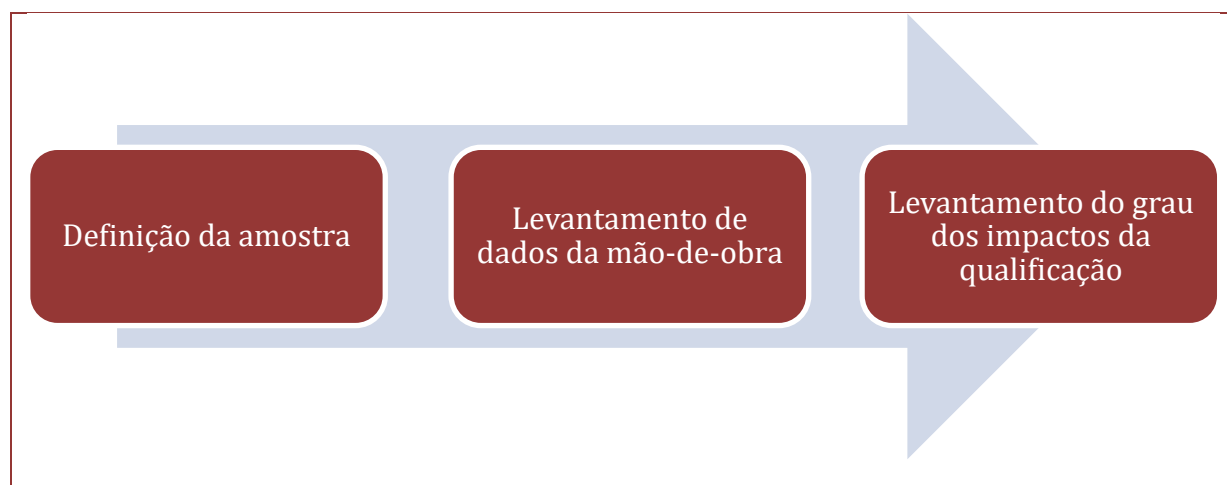 Definição da amostra
Levantamento de
dados da mão-de-obra
Levantamento do grau
dos impactos da
qualificação